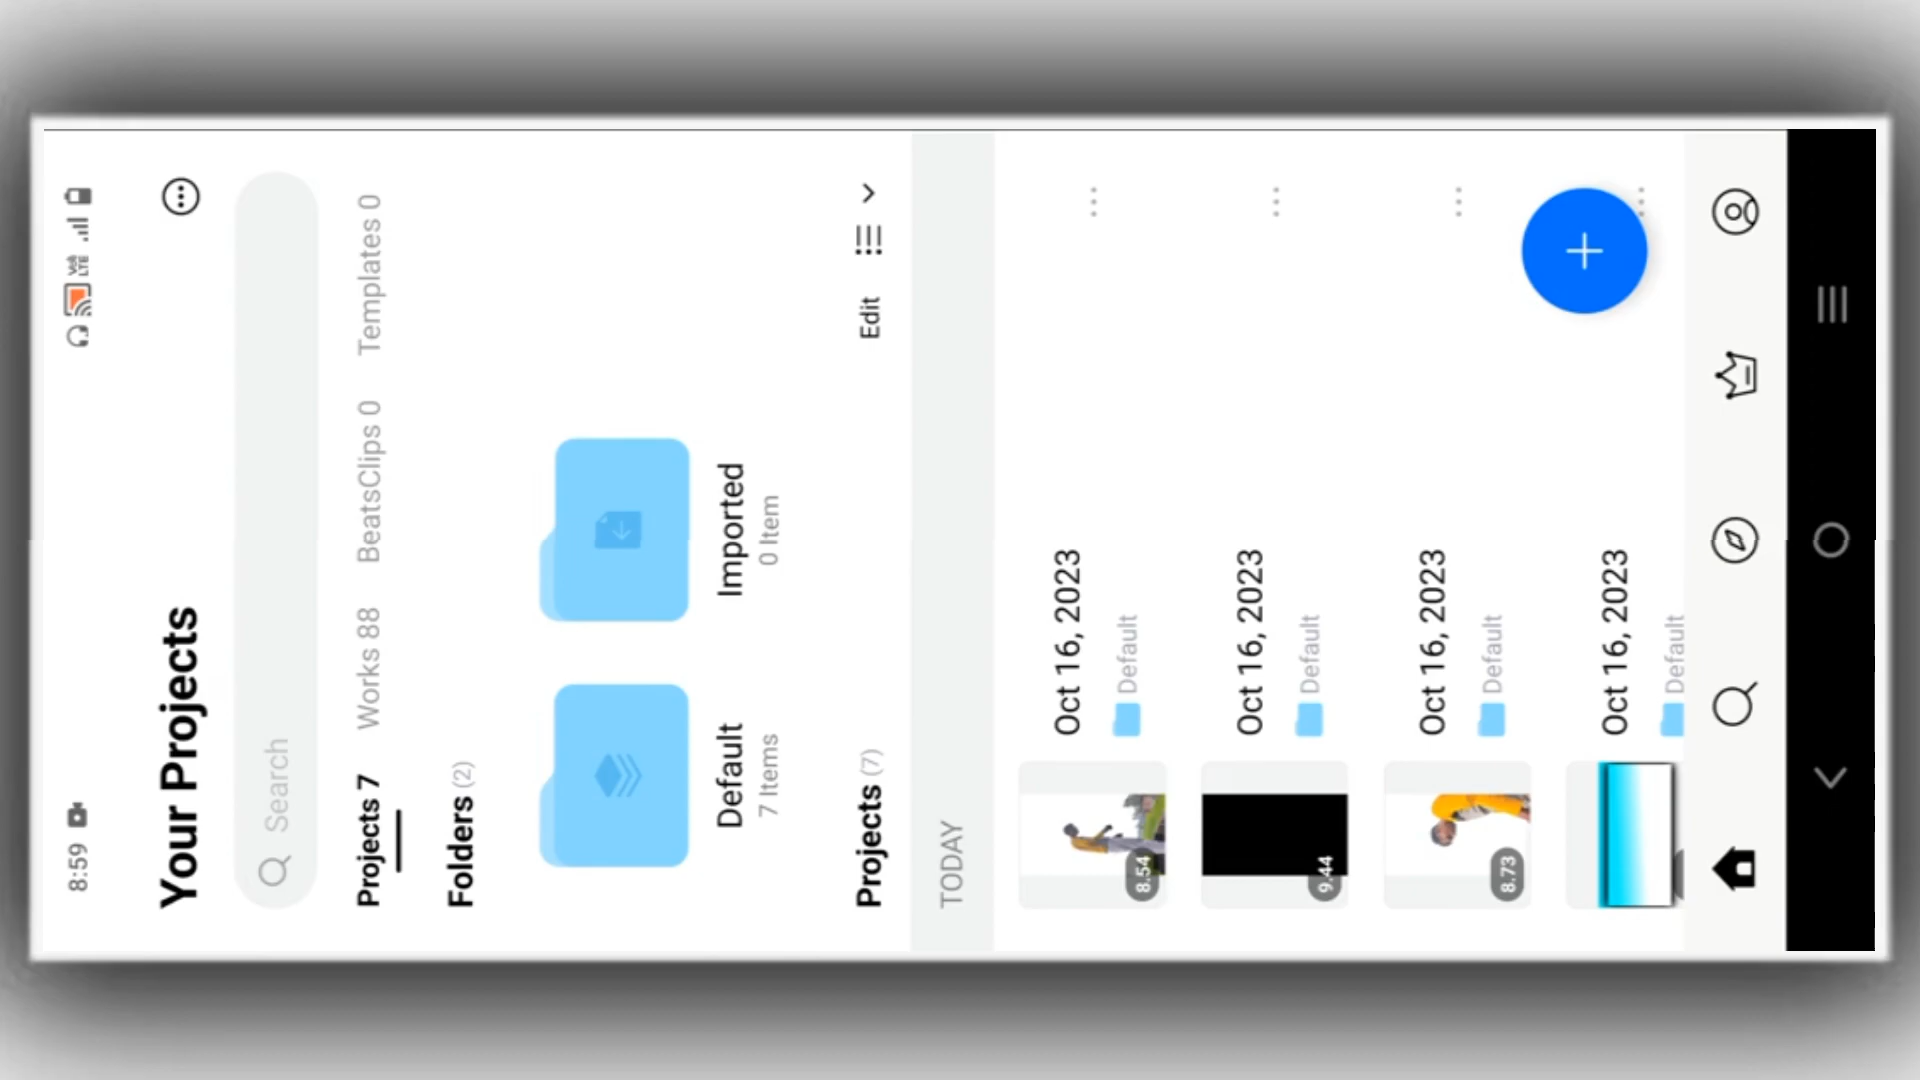 8:59
Vo))
LTE
Your Projects
Search
Projects 7 Works 88 BeatsClips 0 Templates 0
Folders (2)
Default
7 Items
Imported
0 Item
Projects (7)
Edit
TODAY
Oct 16, 2023
Default
8.54
Oct 16, 2023
Default
9.44
Oct 16, 2023
Default
8.73
Oct 16, 2023
Default